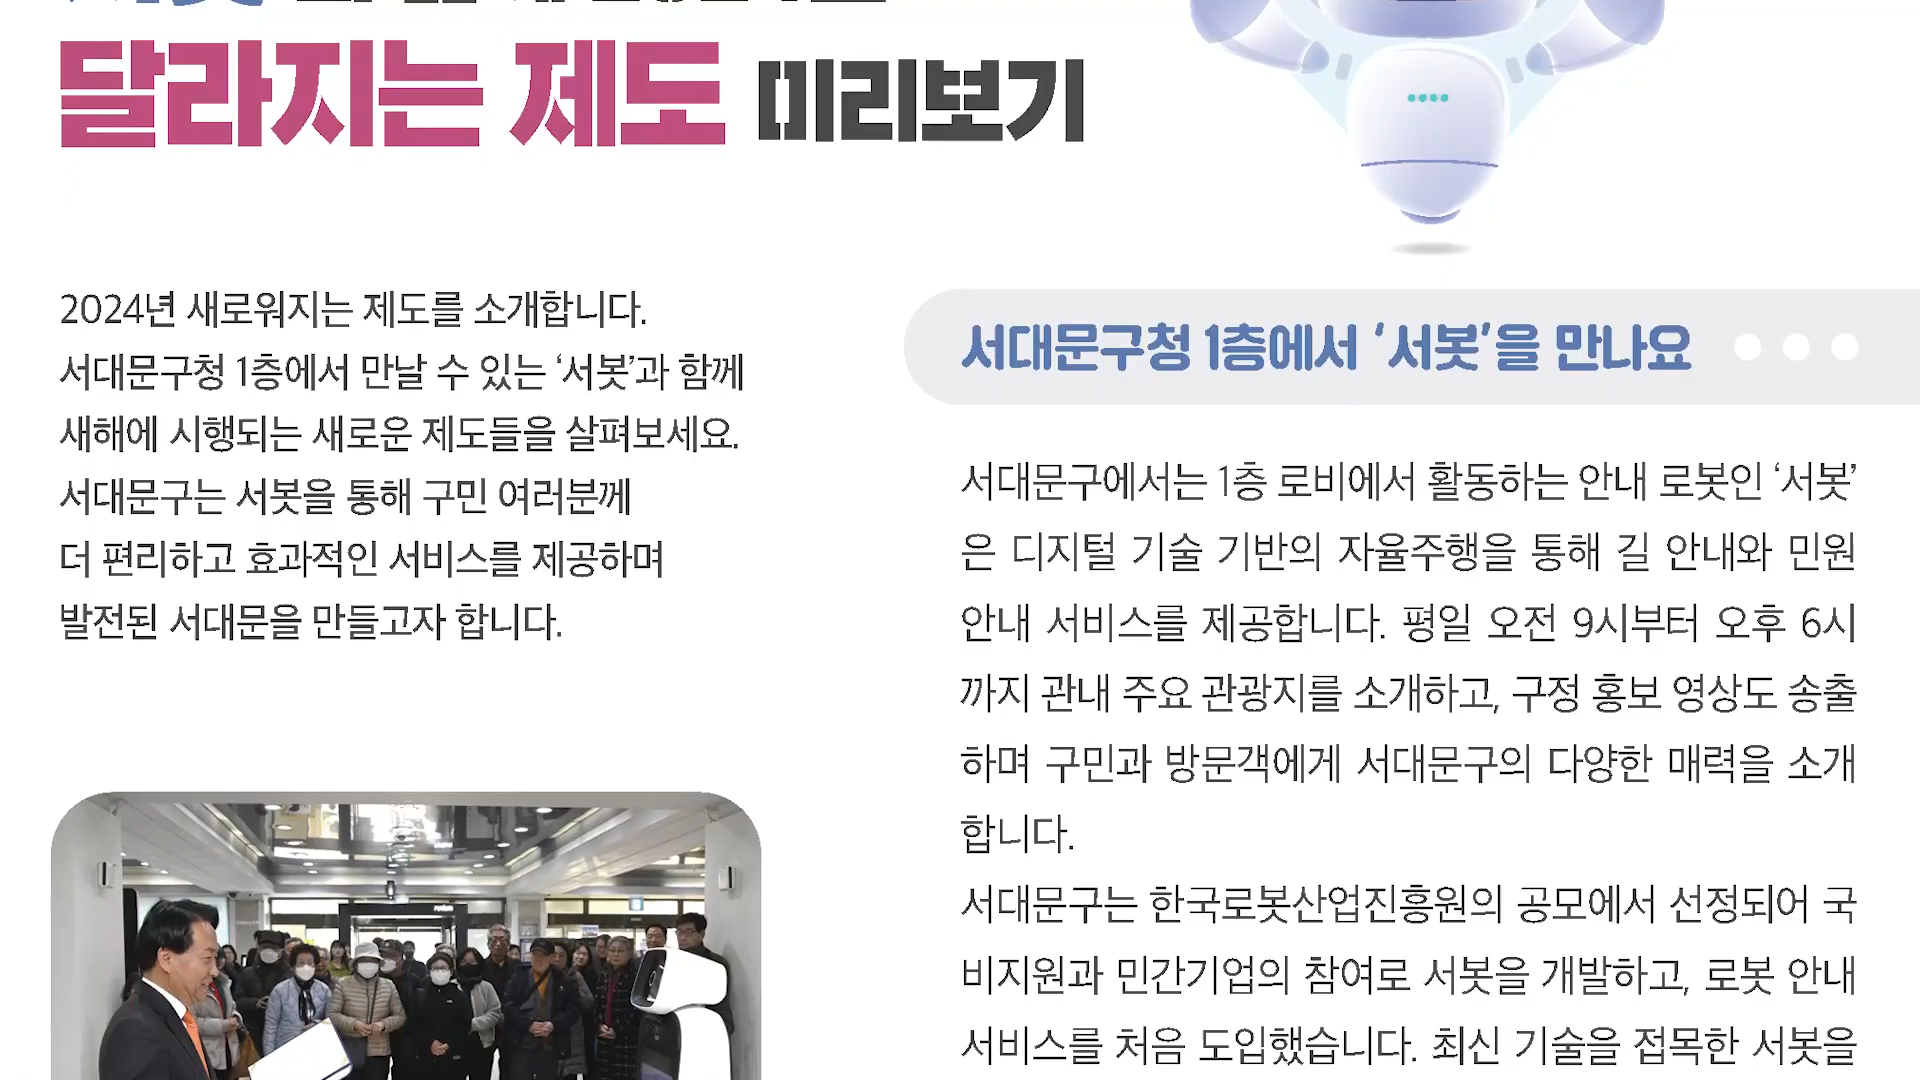 달라지는 제도 미리보기
2024년 새로워지는 제도를 소개합니다.
서대문구청 1층에서 만날 수 있는 ‘서봇’과 함께
새해에 시행되는 새로운 제도들을 살펴보세요.
서대문구는 서봇을 통해 구민 여러분께
더 편리하고 효과적인 서비스를 제공하며
발전된 서대문을 만들고자 합니다.
서대문구청 1층에서 ‘서봇’을 만나요
서대문구에서는 1층 로비에서 활동하는 안내 로봇인 ‘서봇’
은 디지털 기술 기반의 자율주행을 통해 길 안내와 민원
안내 서비스를 제공합니다. 평일 오전 9시부터 오후 6시
까지 관내 주요 관광지를 소개하고, 구정 홍보 영상도 송출
하며 구민과 방문객에게 서대문구의 다양한 매력을 소개
합니다.
서대문구는 한국로봇산업진흥원의 공모에서 선정되어 국
비지원과 민간기업의 참여로 서봇을 개발하고, 로봇 안내
서비스를 처음 도입했습니다. 최신 기술을 접목한 서봇을